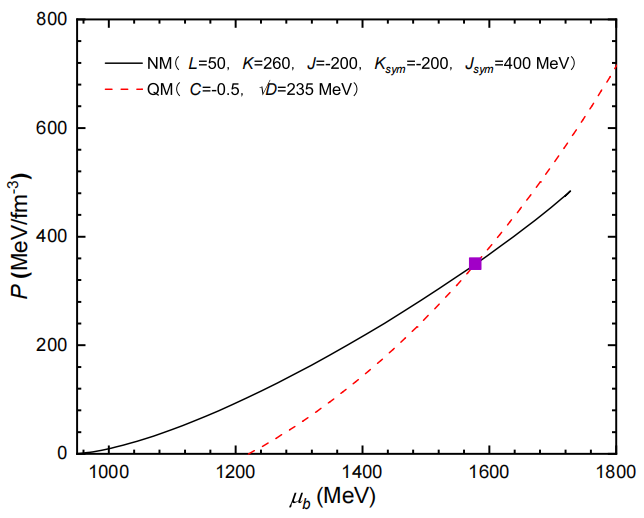 800
600
400
200
0
1000 1200 1400 1600 1800
P (MeV/fm⁻³)
μb (MeV)
NM( L=50, K=260, J=-200, Ksym=-200, Jsym=400 MeV)
QM( C=-0.5, √D=235 MeV)